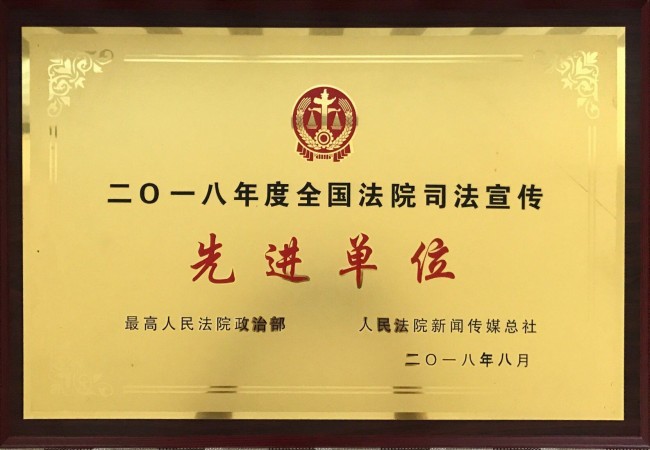 二〇一八年度全国法院司法宣传
先进单位
最高人民法院政治部 人民法院新闻传媒总社
二〇一八年八月